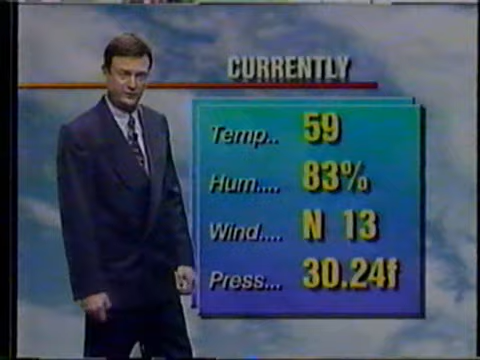 CURRENTLY
Temp.. 59
Hum.... 83%
Wind.... N 13
Press... 30.24f